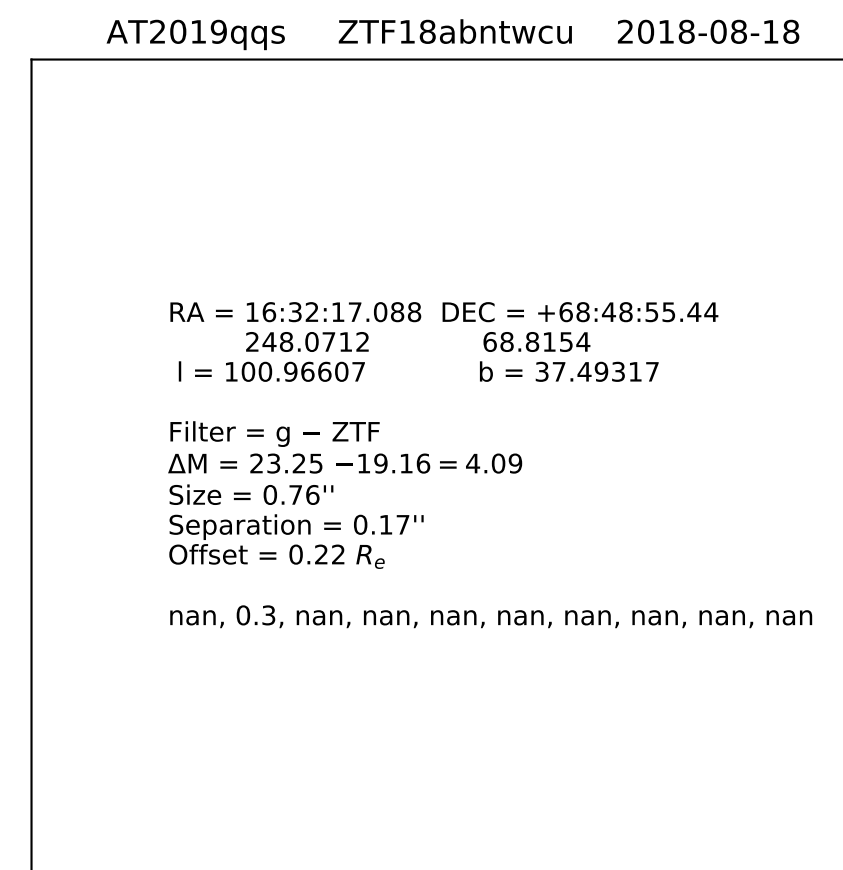 AT2019qqs ZTF18abntwcu 2018-08-18
RA = 16:32:17.088 DEC = +68:48:55.44
248.0712 68.8154
l = 100.96607 b = 37.49317
Filter = g − ZTF
ΔM = 23.25 −19.16 = 4.09
Size = 0.76''
Separation = 0.17''
Offset = 0.22 Rₑ
nan, 0.3, nan, nan, nan, nan, nan, nan, nan, nan